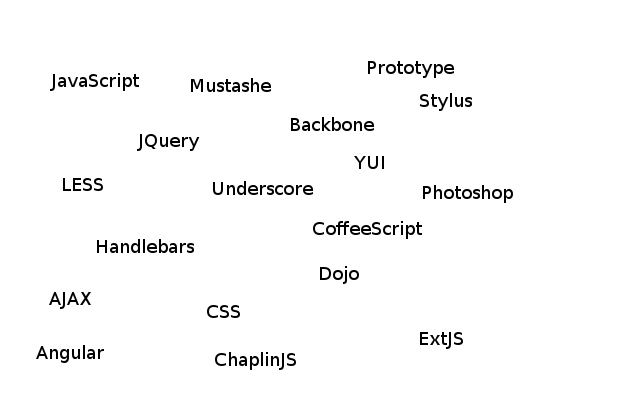 Prototype
JavaScript
Mustashe
Stylus
Backbone
JQuery
YUI
LESS
Underscore
Photoshop
CoffeeScript
Handlebars
Dojo
AJAX
CSS
ExtJS
Angular
ChaplinJS